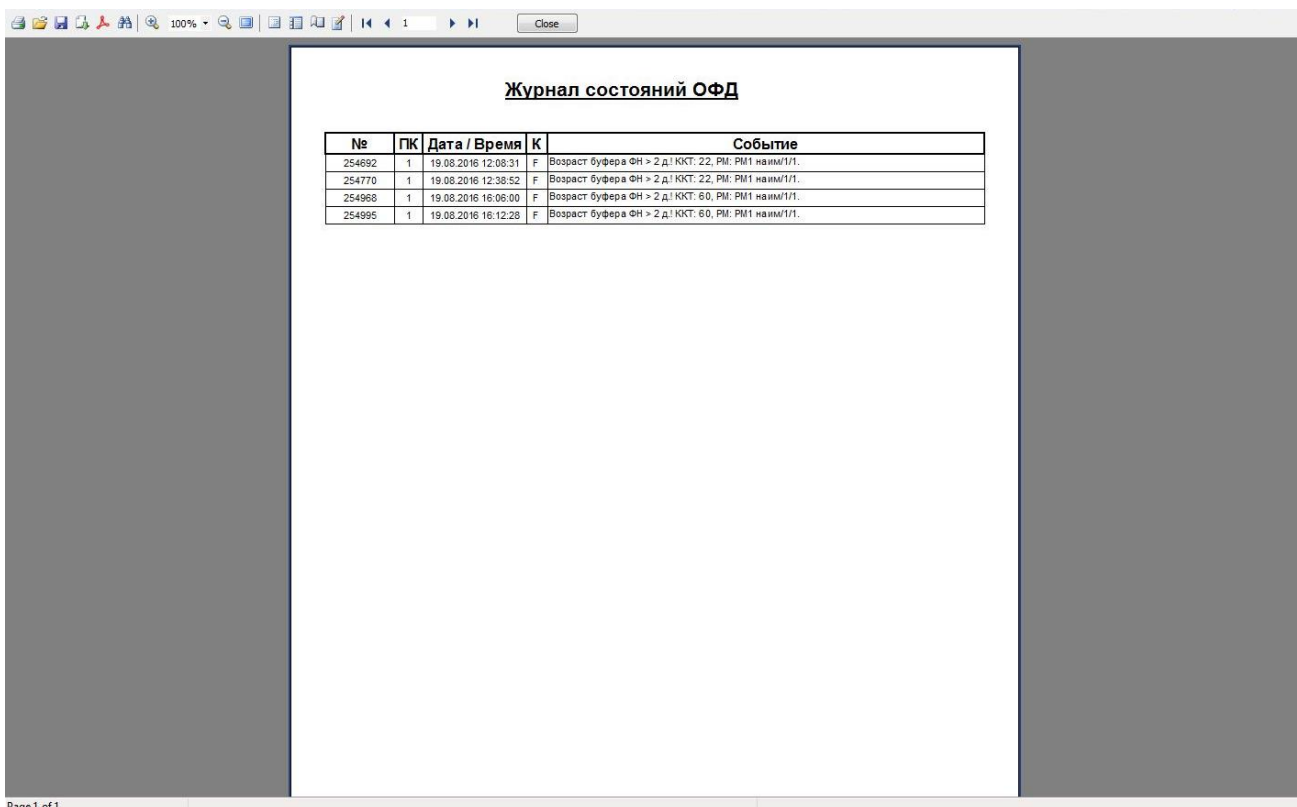 100% 1 Close
Журнал состояний ОФД
№ ПК Дата / Время К Событие
254692 1 19.08.2016 12:08:31 F Возраст буфера ФН > 2 д.! ККТ: 22, РМ: РМ1 наим/1/1.
254770 1 19.08.2016 12:38:52 F Возраст буфера ФН > 2 д.! ККТ: 22, РМ: РМ1 наим/1/1.
254968 1 19.08.2016 16:06:00 F Возраст буфера ФН > 2 д.! ККТ: 60, РМ: РМ1 наим/1/1.
254995 1 19.08.2016 16:12:28 F Возраст буфера ФН > 2 д.! ККТ: 60, РМ: РМ1 наим/1/1.
Page 1 of 1